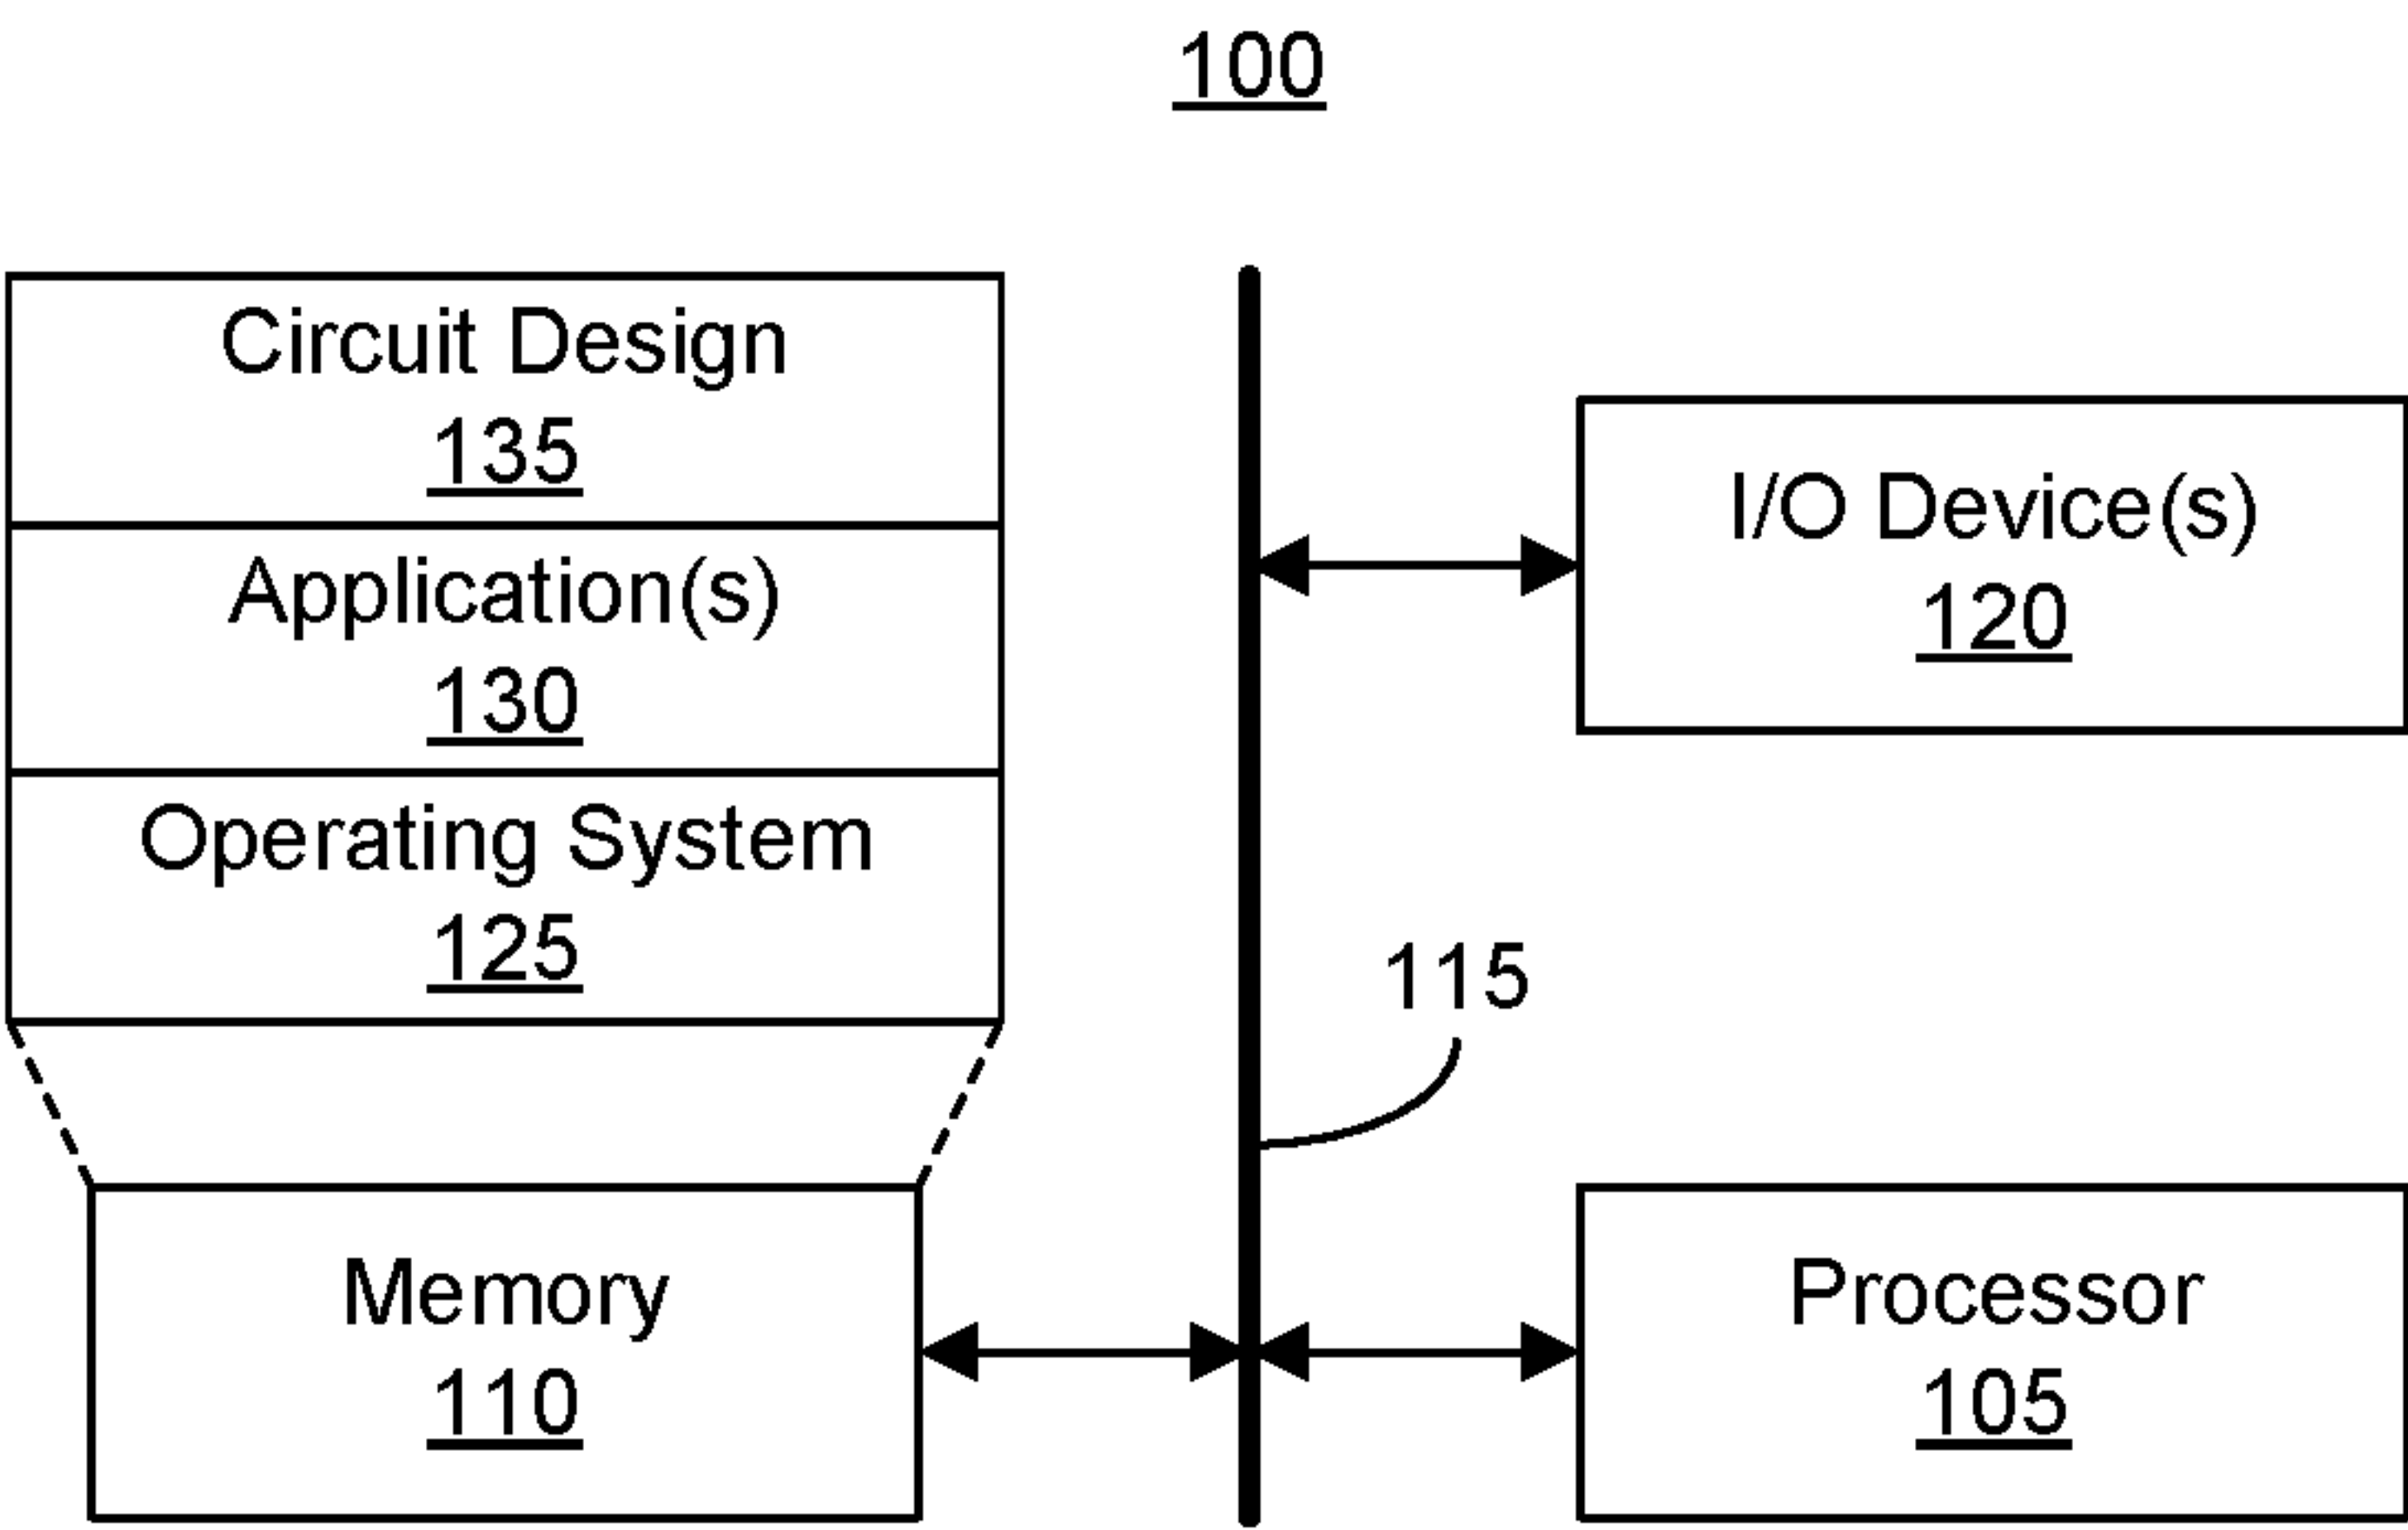 100
Circuit Design
135
Application(s)
130
Operating System
125
Memory
110
115
I/O Device(s)
120
Processor
105